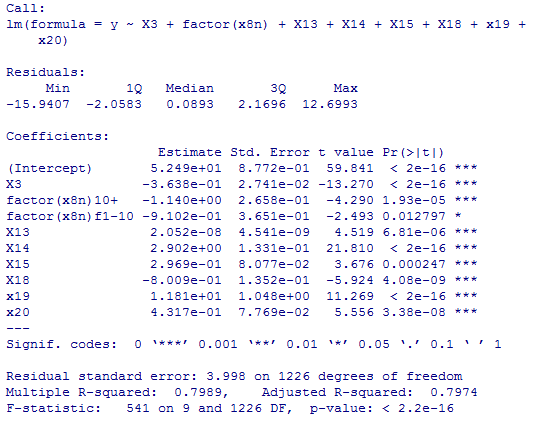 Call:
lm(formula = y ~ X3 + factor(x8n) + X13 + X14 + X15 + X18 + x19 +
    x20)
Residuals:
     Min       1Q   Median       3Q      Max
-15.9407  -2.0583   0.0893   2.1696  12.6993
Coefficients:
                   Estimate Std. Error t value Pr(>|t|)
(Intercept)       5.249e+01  8.772e-01  59.841  < 2e-16 ***
X3               -3.638e-01  2.741e-02 -13.270  < 2e-16 ***
factor(x8n)10+   -1.140e+00  2.658e-01  -4.290 1.93e-05 ***
factor(x8n)f1-10 -9.102e-01  3.651e-01  -2.493 0.012797 *
X13               2.052e-08  4.541e-09   4.519 6.81e-06 ***
X14               2.902e+00  1.331e-01  21.810  < 2e-16 ***
X15               2.969e-01  8.077e-02   3.676 0.000247 ***
X18              -8.009e-01  1.352e-01  -5.924 4.08e-09 ***
x19               1.181e+01  1.048e+00  11.269  < 2e-16 ***
x20               4.317e-01  7.769e-02   5.556 3.38e-08 ***
---
Signif. codes:  0 ‘***’ 0.001 ‘**’ 0.01 ‘*’ 0.05 ‘.’ 0.1 ‘ ’ 1
Residual standard error: 3.998 on 1226 degrees of freedom
Multiple R-squared:  0.7989,    Adjusted R-squared:  0.7974
F-statistic:   541 on 9 and 1226 DF,  p-value: < 2.2e-16